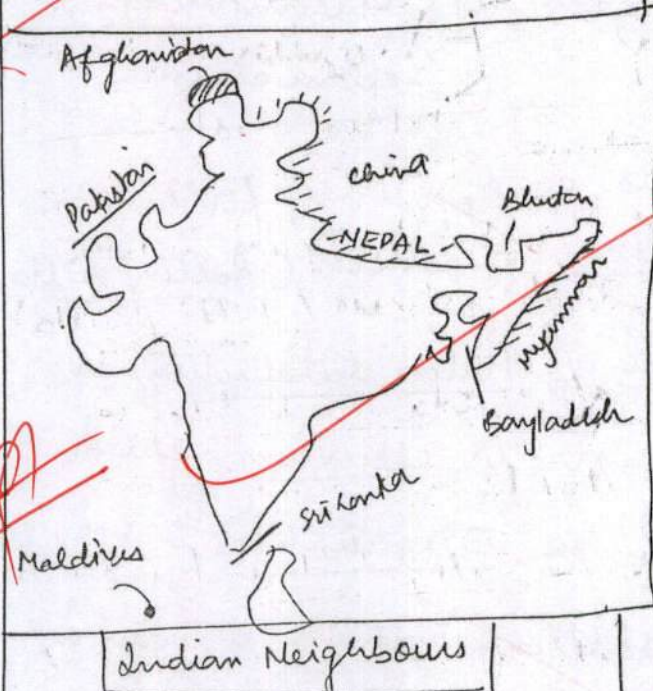 Afghanistan
Pakistan
China
Bhutan
NEPAL
Myanmar
Bangladesh
Sri Lanka
Maldives
Indian Neighbours